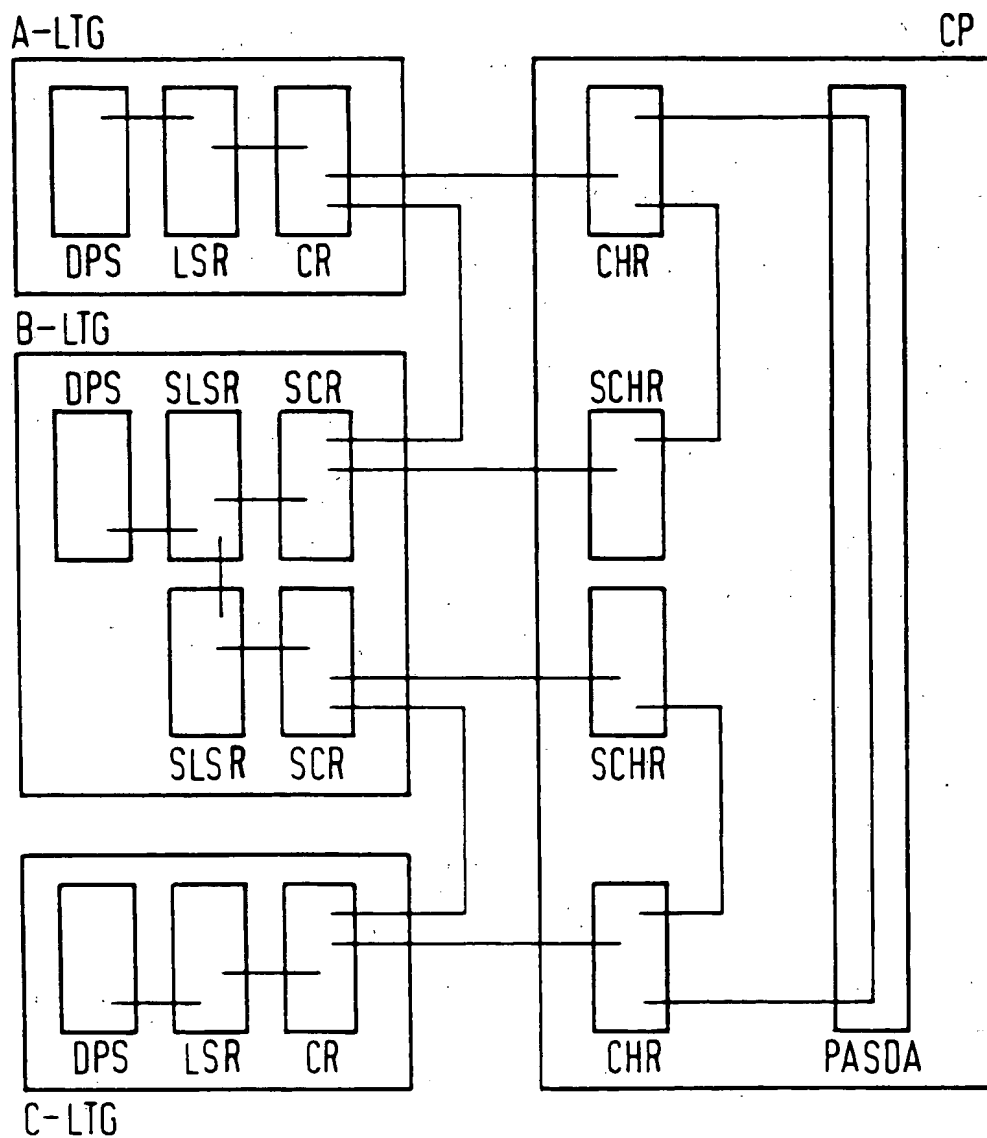 A-LTG
CP
DPS LSR CR
CHR
B-LTG
DPS SLSR SCR
SCHR
SLSR SCR
SCHR
DPS LSR CR
CHR
PASDA
C-LTG